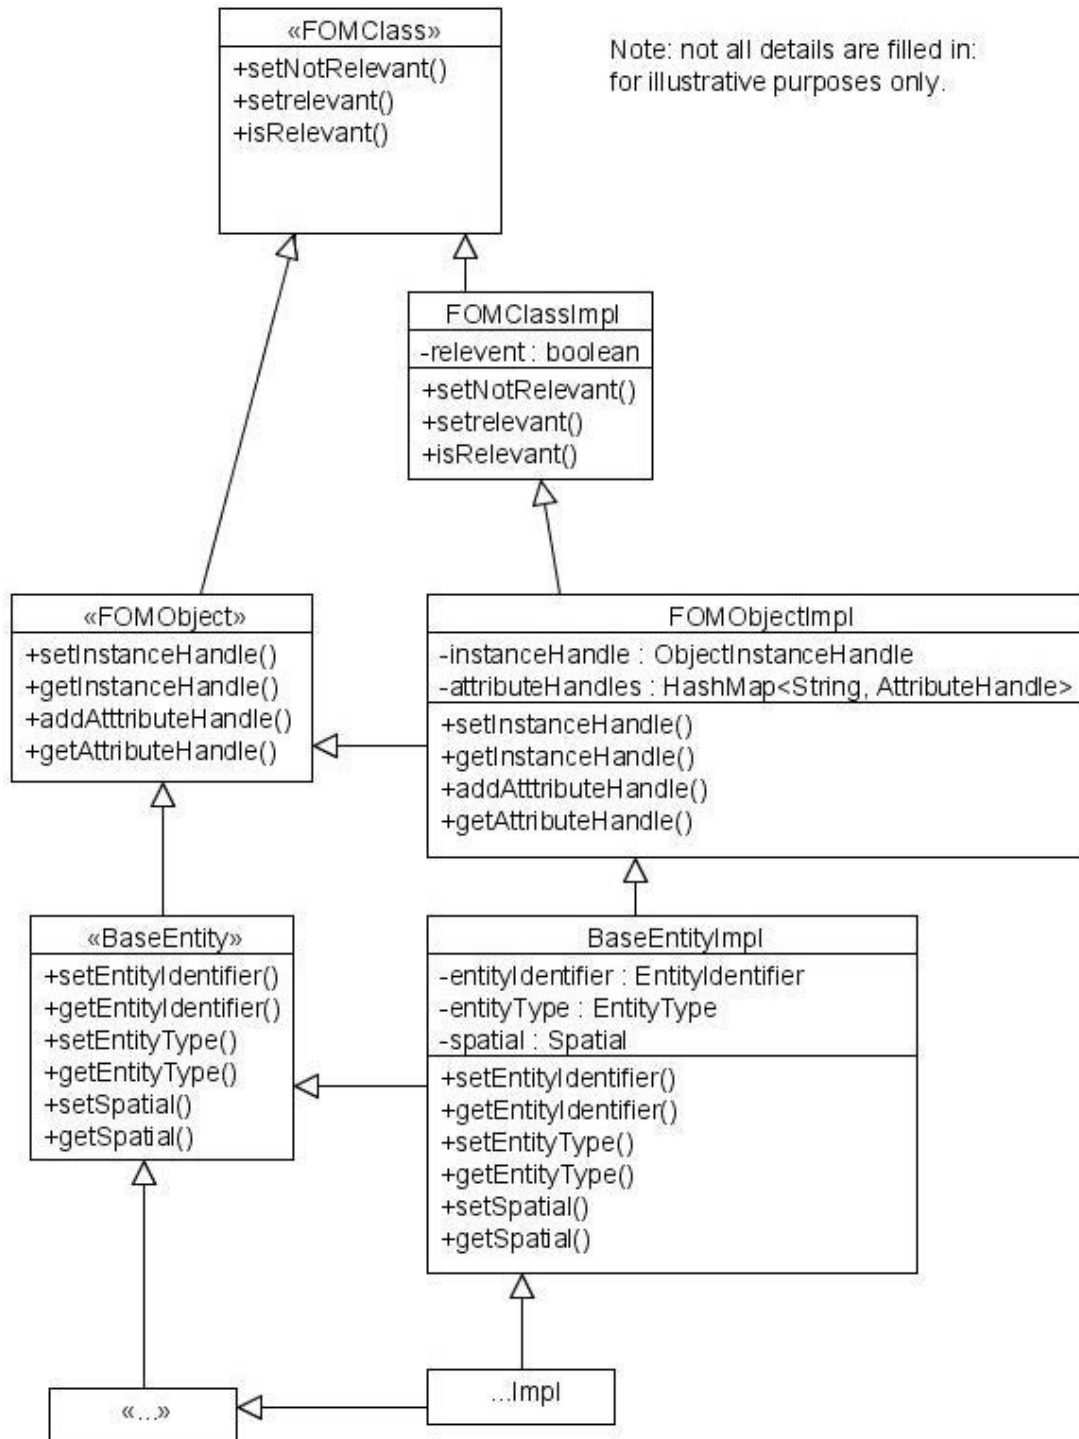 «FOMClass»
+setNotRelevant()
+setrelevant()
+isRelevant()
Note: not all details are filled in:
for illustrative purposes only.
FOMClassImpl
-relevent : boolean
+setNotRelevant()
+setrelevant()
+isRelevant()
«FOMObject»
+setInstanceHandle()
+getInstanceHandle()
+addAtttributeHandle()
+getAttributeHandle()
FOMObjectImpl
-instanceHandle : ObjectInstanceHandle
-attributeHandles : HashMap<String, AttributeHandle>
+setInstanceHandle()
+getInstanceHandle()
+addAtttributeHandle()
+getAttributeHandle()
«BaseEntity»
+setEntityIdentifier()
+getEntityIdentifier()
+setEntityType()
+getEntityType()
+setSpatial()
+getSpatial()
BaseEntityImpl
-entityIdentifier : EntityIdentifier
-entityType : EntityType
-spatial : Spatial
+setEntityIdentifier()
+getEntityIdentifier()
+setEntityType()
+getEntityType()
+setSpatial()
+getSpatial()
«...»
...Impl